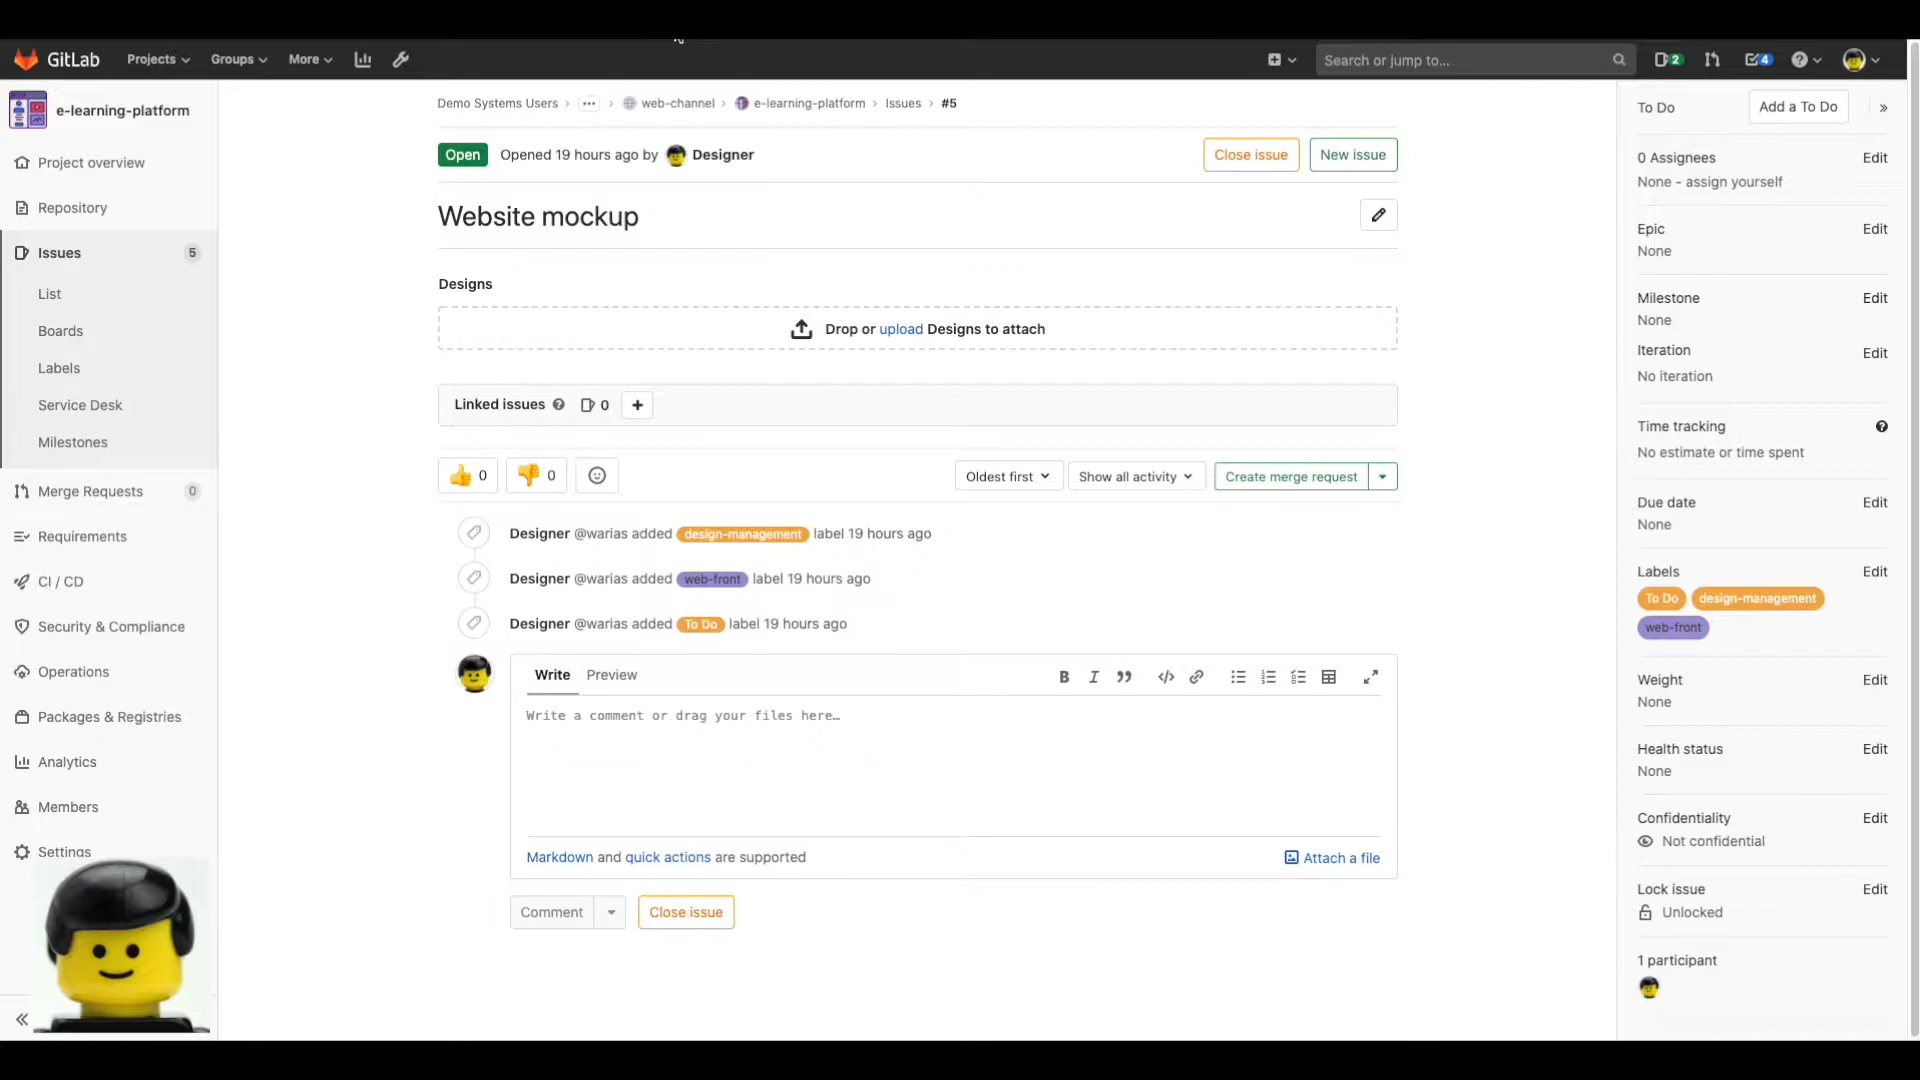 GitLab Projects Groups More Search or jump to... 2 4
e-learning-platform
Project overview
Repository
Issues 5
List
Boards
Labels
Service Desk
Milestones
Merge Requests 0
Requirements
CI / CD
Security & Compliance
Operations
Packages & Registries
Analytics
Members
Settings
Demo Systems Users › ••• › web-channel › e-learning-platform › Issues › #5
Open Opened 19 hours ago by Designer Close issue New issue
Website mockup
Designs
Drop or upload Designs to attach
Linked issues 0 +
0 0 Oldest first Show all activity Create merge request
Designer @warias added design-management label 19 hours ago
Designer @warias added web-front label 19 hours ago
Designer @warias added To Do label 19 hours ago
Write Preview
Write a comment or drag your files here…
Markdown and quick actions are supported Attach a file
Comment Close issue
To Do Add a To Do »
0 Assignees Edit
None - assign yourself
Epic Edit
None
Milestone Edit
None
Iteration Edit
No iteration
Time tracking
No estimate or time spent
Due date Edit
None
Labels Edit
To Do design-management
web-front
Weight Edit
None
Health status Edit
None
Confidentiality Edit
Not confidential
Lock issue Edit
Unlocked
1 participant